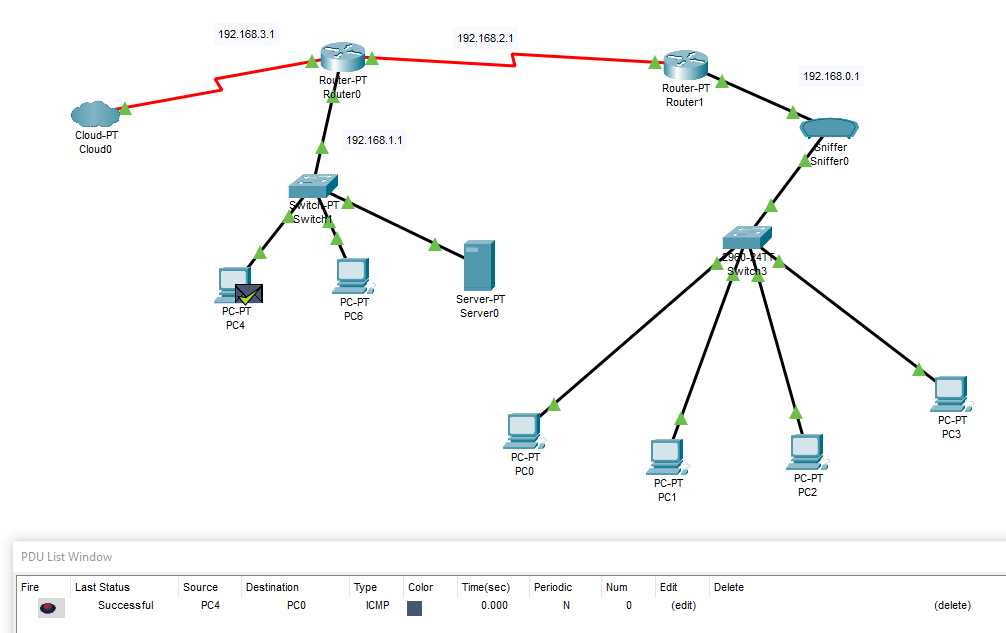 192.168.3.1
192.168.2.1
Router-PT
Router0
Router-PT
Router1
192.168.0.1
Cloud-PT
Cloud0
192.168.1.1
Sniffer
Sniffer0
Switch-PT
Switch1
2960-24TT
Switch3
PC-PT
PC4
PC-PT
PC6
Server-PT
Server0
PC-PT
PC0
PC-PT
PC1
PC-PT
PC2
PC-PT
PC3
PDU List Window
Fire Last Status Source Destination Type Color Time(sec) Periodic Num Edit Delete
Successful PC4 PC0 ICMP 0.000 N 0 (edit) (delete)